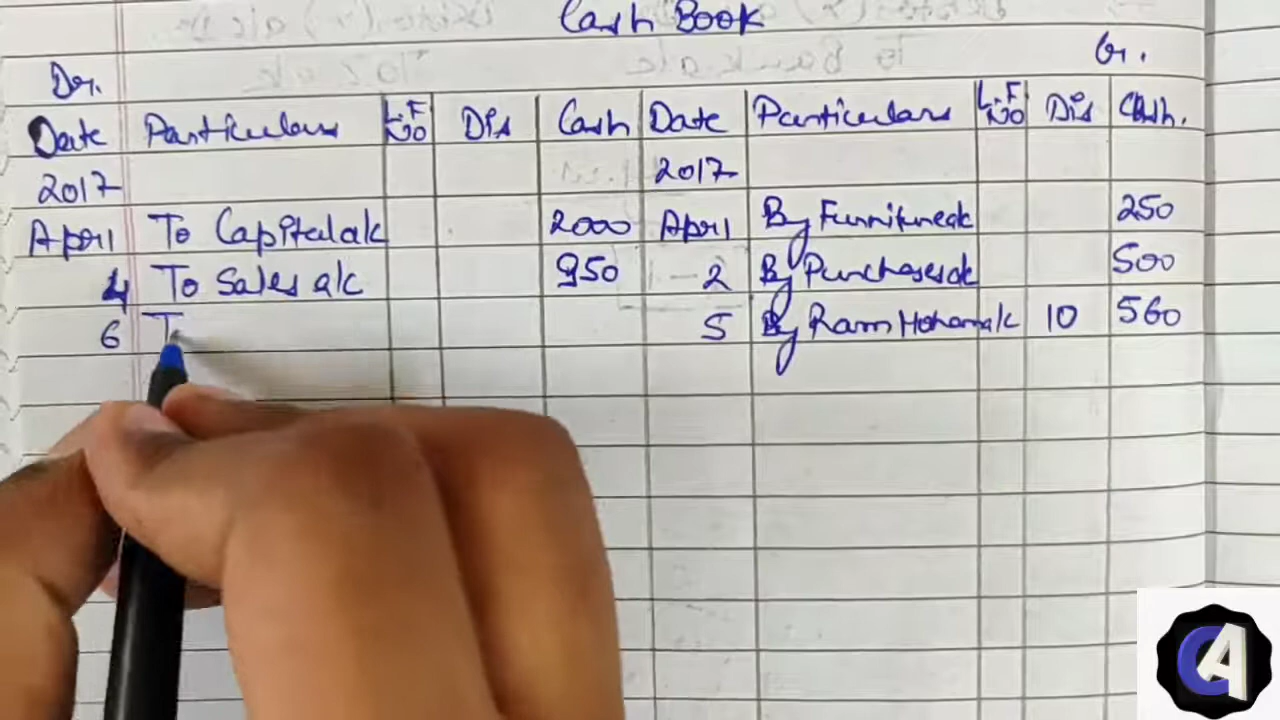 Cash Book
Dr. Cr.
Date Particulars L.F No Dis Cash Date Particulars L.F No Dis Cash.
2017 2017
April To Capital a/c 2000 April By Furniture a/c 250
4 To Sales a/c 950 2 By Purchases a/c 500
6 T 5 By Ram Mohan a/c 10 560
CA